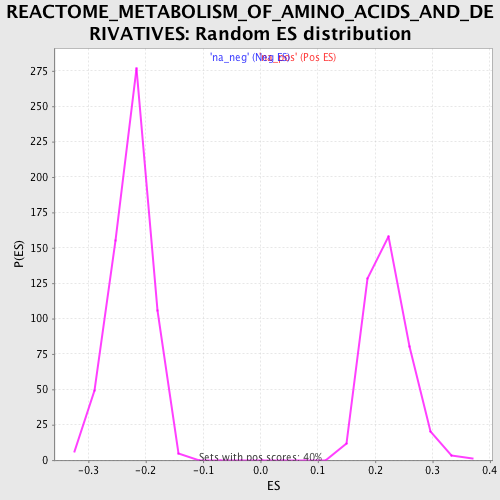 REACTOME_METABOLISM_OF_AMINO_ACIDS_AND_DE
RIVATIVES: Random ES distribution
'na_neg' (Neg ES) 'na_pos' (Pos ES)
275
250
225
200
175
150
125
100
75
50
25
0
P(ES)
Sets with pos scores: 40%
-0.3 -0.2 -0.1 0.0 0.1 0.2 0.3 0.4
ES